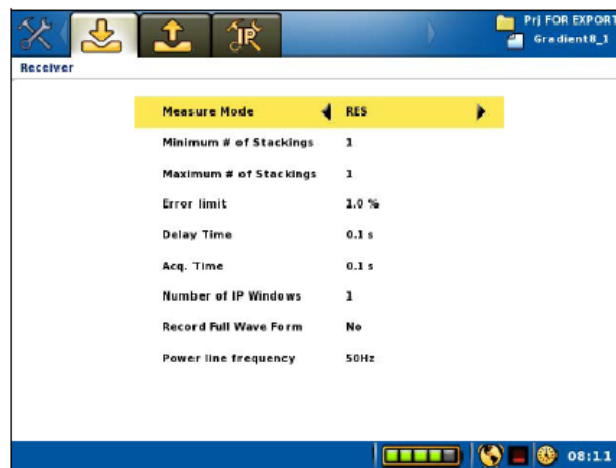 Prj FOR EXPORT
Gradient8_1
IP
Receiver
Measure Mode RES
Minimum # of Stackings 1
Maximum # of Stackings 1
Error limit 1.0 %
Delay Time 0.1 s
Acq. Time 0.1 s
Number of IP Windows 1
Record Full Wave Form No
Power line frequency 50Hz
08:11